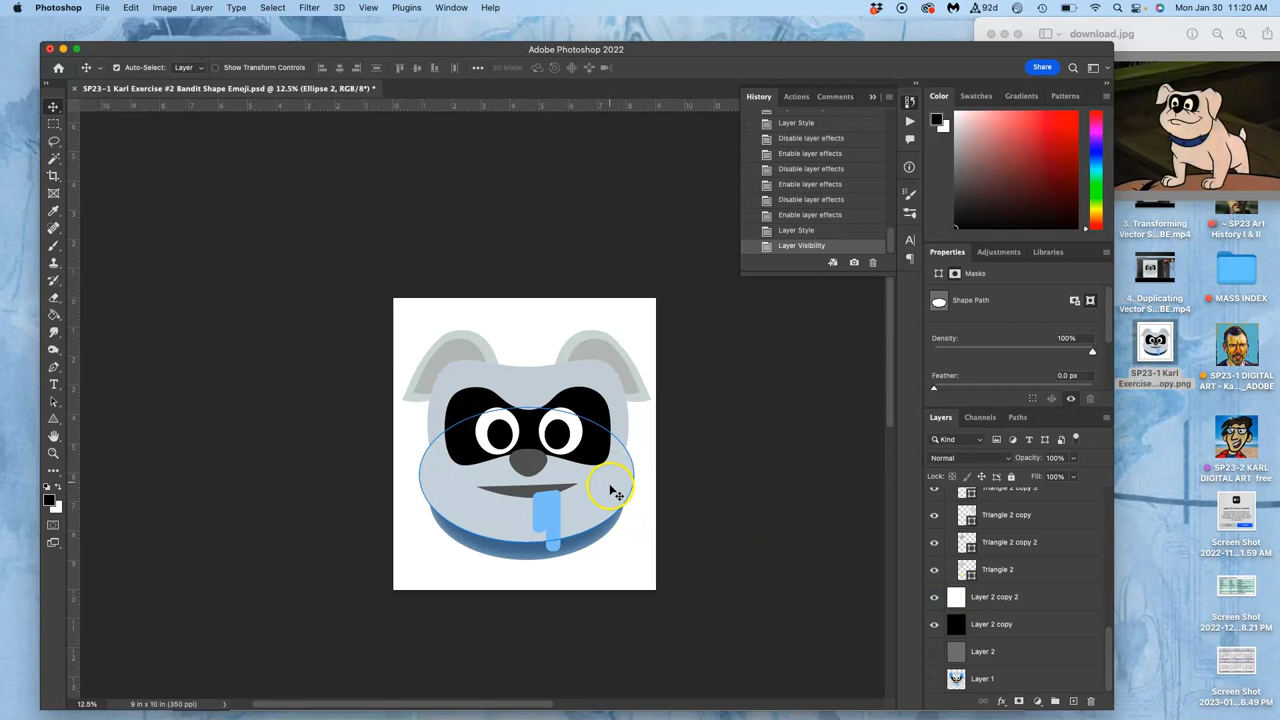 Photoshop File Edit Image Layer Type Select Filter 3D View Plugins Window Help 92d Mon Jan 30 11:20 AM
download.jpg
Adobe Photoshop 2022
Auto-Select: Layer Show Transform Controls 3D Mode: Share
SP23-1 Karl Exercise #2 Bandit Shape Emoji.psd @ 12.5% (Ellipse 2, RGB/8*) *
History Actions Comments
Layer Style
Disable layer effects
Enable layer effects
Disable layer effects
Enable layer effects
Disable layer effects
Enable layer effects
Layer Style
Layer Visibility
Color Swatches Gradients Patterns
Properties Adjustments Libraries
Masks
Shape Path
Density: 100%
Feather: 0.0 px
Layers Channels Paths
Kind
Normal Opacity: 100%
Lock: Fill: 100%
Triangle 2 copy 3
Triangle 2 copy
Triangle 2 copy 2
Triangle 2
Layer 2 copy 2
Layer 2 copy
Layer 2
Layer 1
12.5% 9 in x 10 in (350 ppi)
3. Transforming
Vector S...BE.mp4
~ SP23 Art
History I & II
4. Duplicating
Vector S...BE.mp4
MASS INDEX
SP23-1 Karl
Exercise...opy.png
SP23-1 DIGITAL
ART - Ka..._ADOBE
SP23-2 KARL
DIGITAL ART free
Screen Shot
2022-11...1.59 AM
Screen Shot
2022-12...8.21 PM
Screen Shot
2023-01...6.49 PM